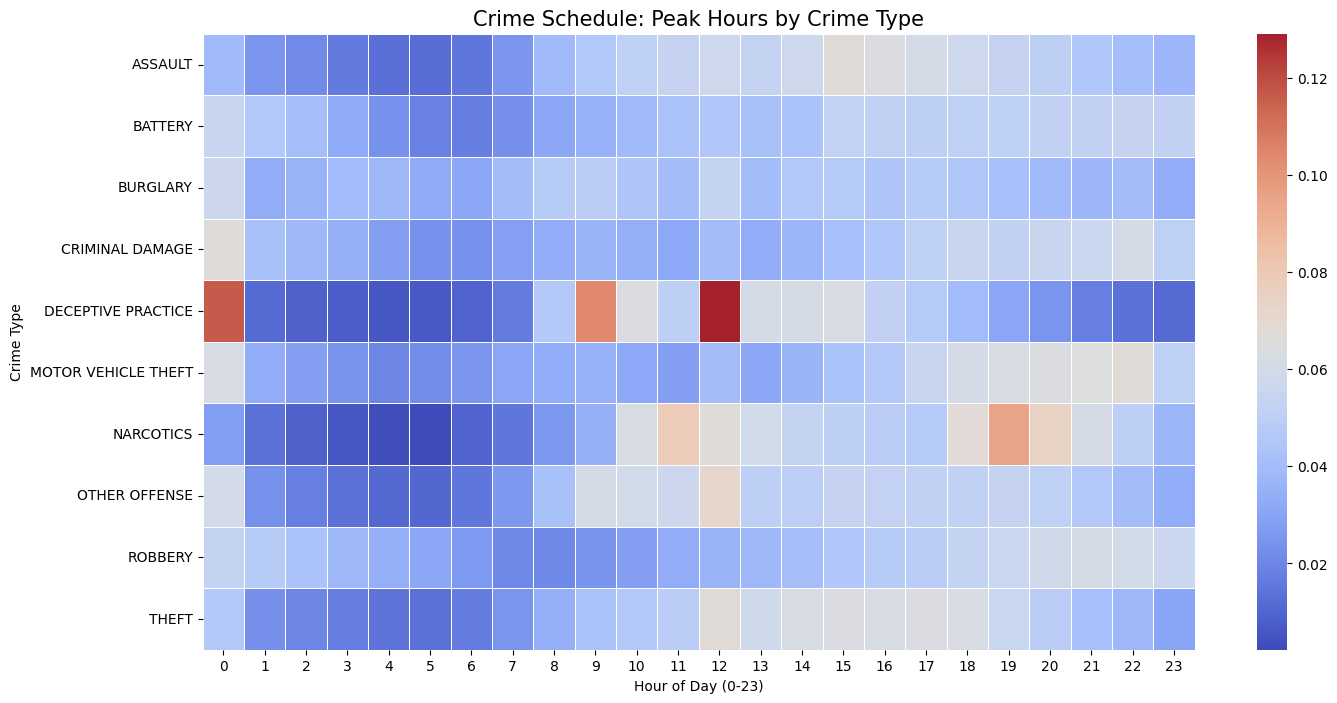 Crime Schedule: Peak Hours by Crime Type
Crime Type
ASSAULT
BATTERY
BURGLARY
CRIMINAL DAMAGE
DECEPTIVE PRACTICE
MOTOR VEHICLE THEFT
NARCOTICS
OTHER OFFENSE
ROBBERY
THEFT
0 1 2 3 4 5 6 7 8 9 10 11 12 13 14 15 16 17 18 19 20 21 22 23
Hour of Day (0-23)
0.12
0.10
0.08
0.06
0.04
0.02